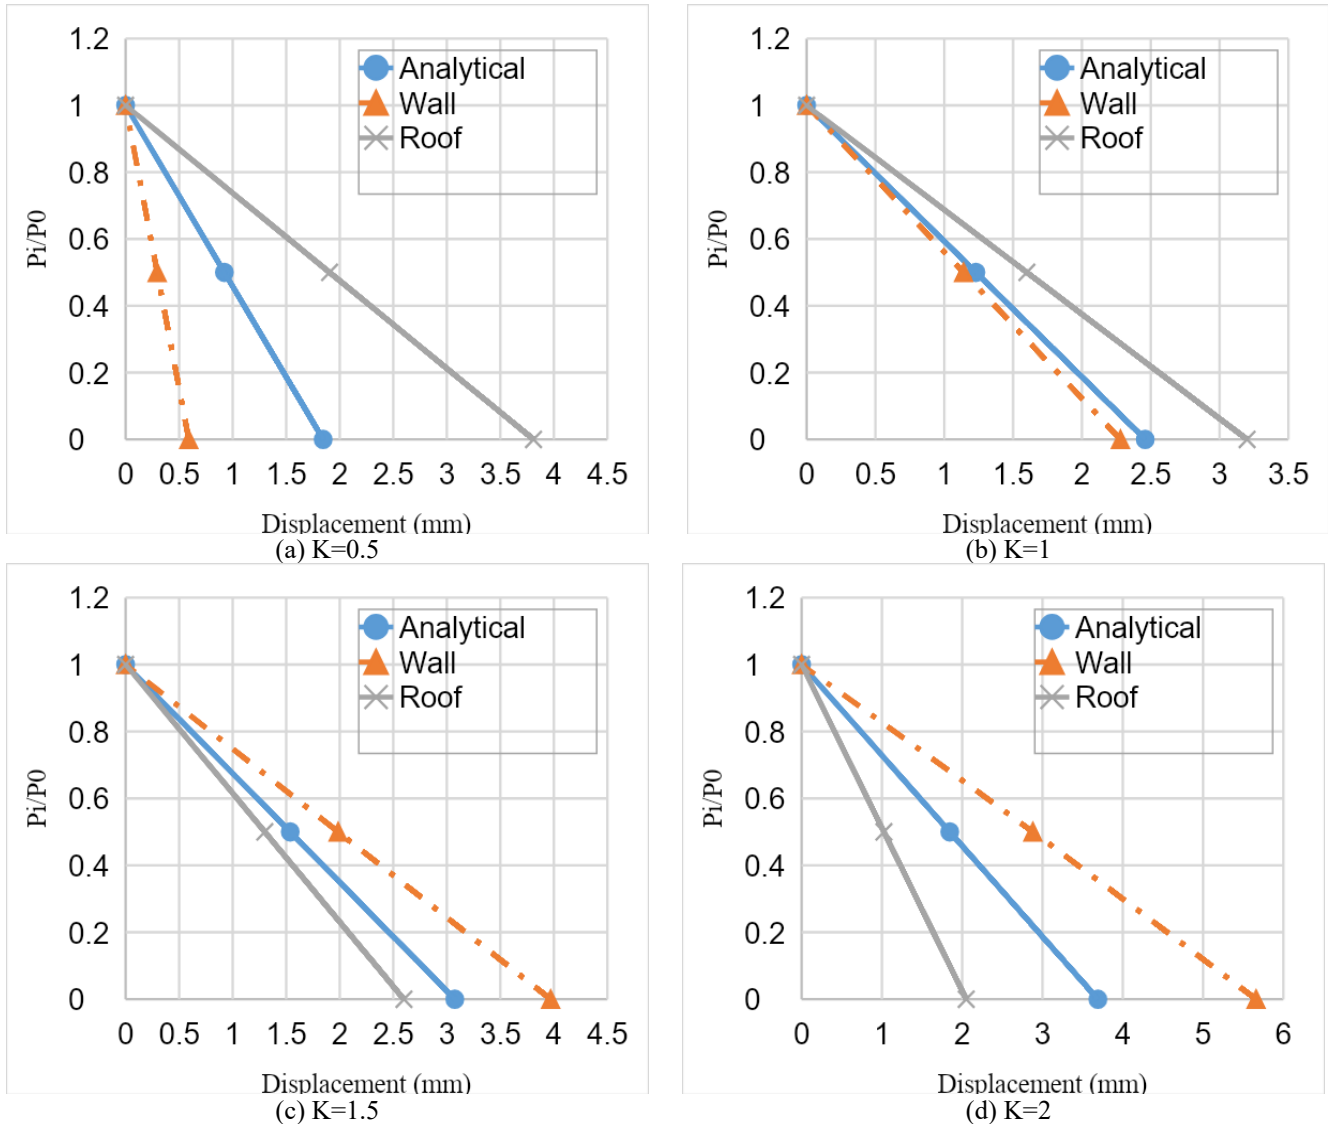 1.2
1
0.8
0.6
0.4
0.2
0
Pi/P0
Analytical
Wall
Roof
0 0.5 1 1.5 2 2.5 3 3.5 4 4.5
Displacement (mm)
(a) K=0.5
1.2
1
0.8
0.6
0.4
0.2
0
Pi/P0
Analytical
Wall
Roof
0 0.5 1 1.5 2 2.5 3 3.5
Displacement (mm)
(b) K=1
1.2
1
0.8
0.6
0.4
0.2
0
Pi/P0
Analytical
Wall
Roof
0 0.5 1 1.5 2 2.5 3 3.5 4 4.5
Displacement (mm)
(c) K=1.5
1.2
1
0.8
0.6
0.4
0.2
0
Pi/P0
Analytical
Wall
Roof
0 1 2 3 4 5 6
Displacement (mm)
(d) K=2